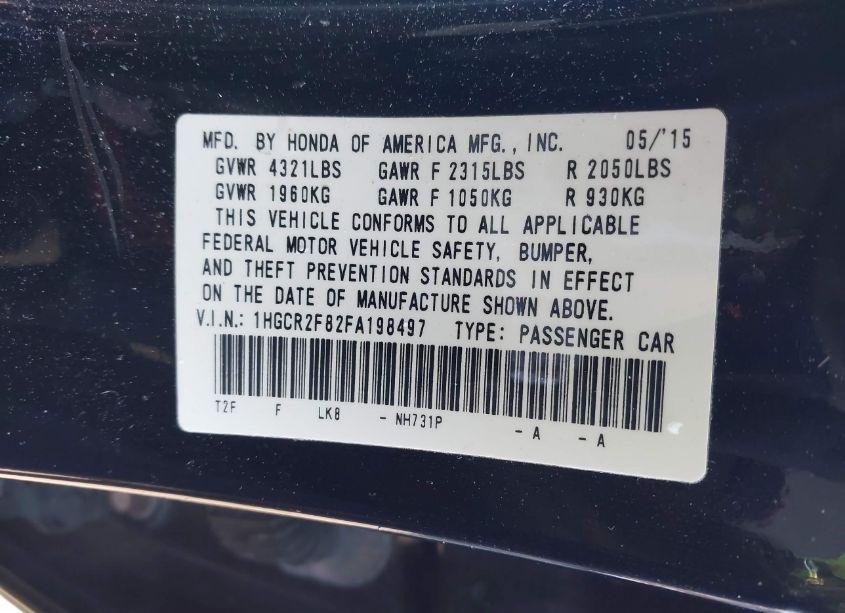 MFD. BY HONDA OF AMERICA MFG., INC. 05/'15
GVWR 4321LBS GAWR F 2315LBS R 2050LBS
GVWR 1960KG GAWR F 1050KG R 930KG
THIS VEHICLE CONFORMS TO ALL APPLICABLE
FEDERAL MOTOR VEHICLE SAFETY, BUMPER,
AND THEFT PREVENTION STANDARDS IN EFFECT
ON THE DATE OF MANUFACTURE SHOWN ABOVE.
V.I.N.: 1HGCR2F82FA198497 TYPE: PASSENGER CAR
T2F F LK8 - NH731P - A - A